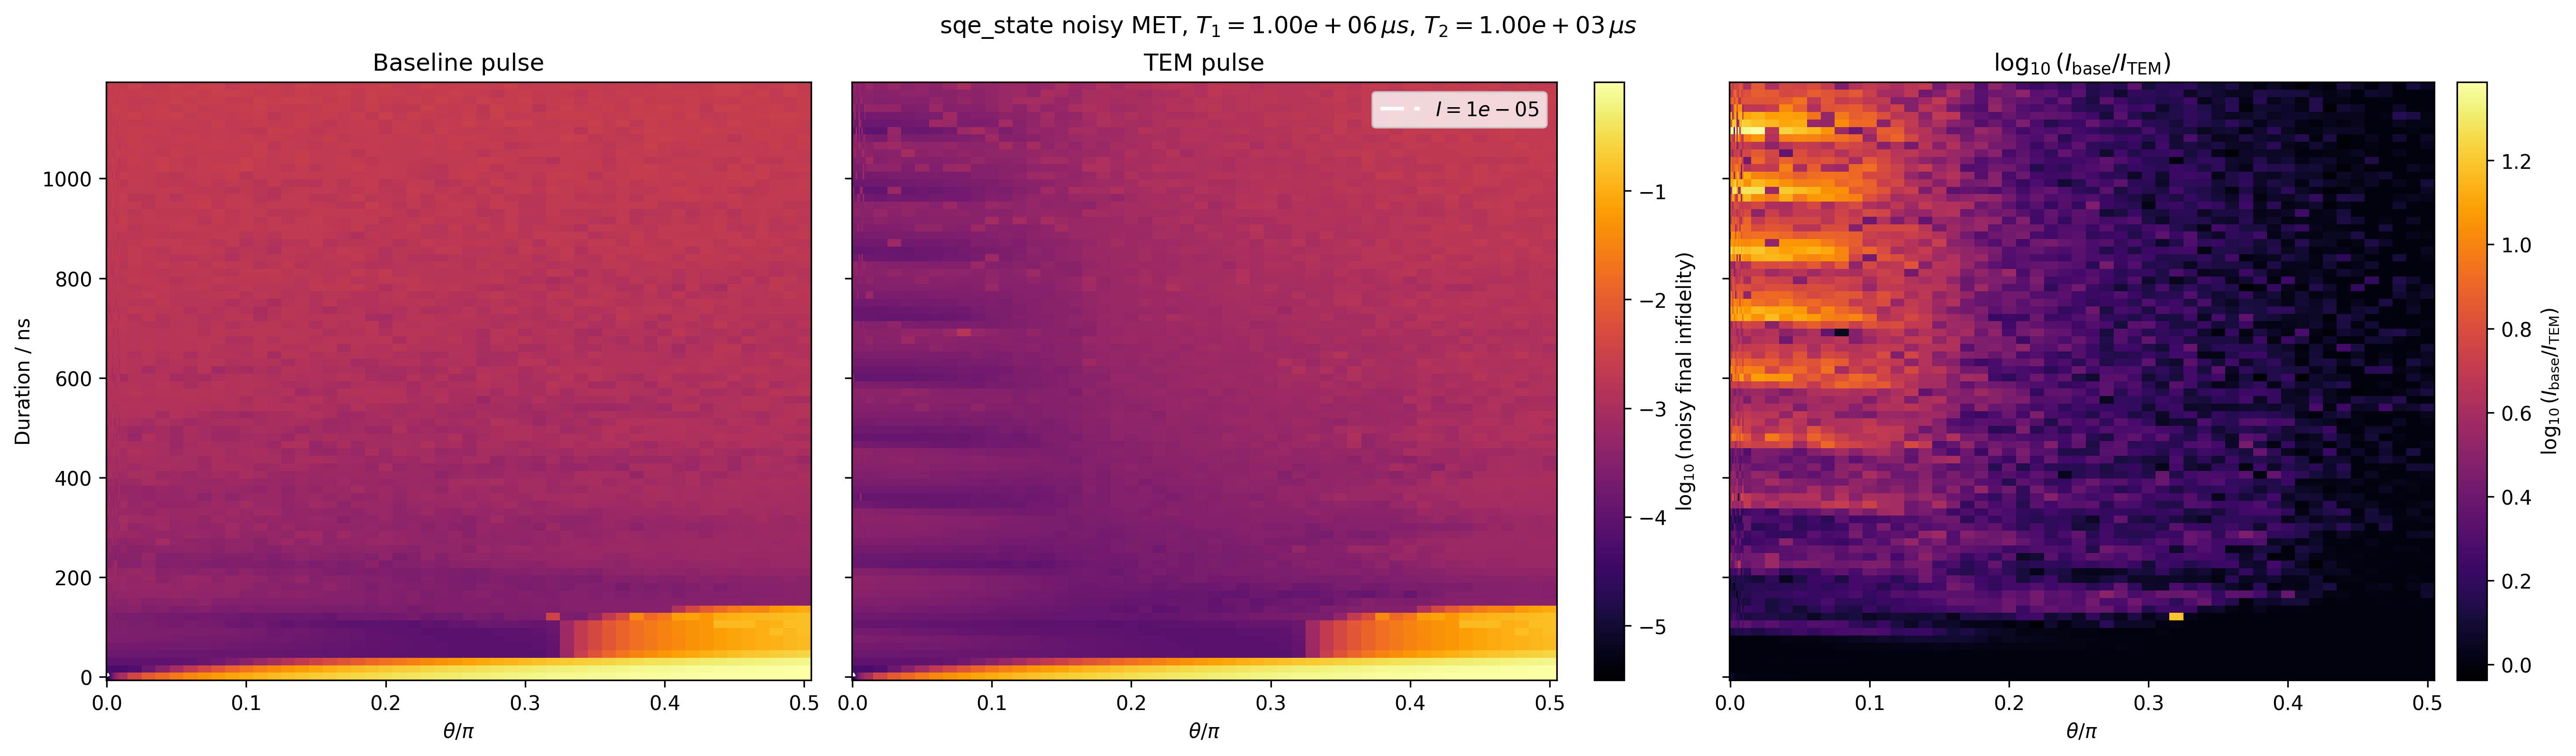 sqe_state noisy MET, T₁ = 1.00e + 06 μs, T₂ = 1.00e + 03 μs
Baseline pulse
TEM pulse
log₁₀ (I_base/I_TEM)
Duration / ns
1000
800
600
400
200
0
0.0 0.1 0.2 0.3 0.4 0.5
θ/π
I = 1e − 05
0.0 0.1 0.2 0.3 0.4 0.5
θ/π
−1
−2
−3
−4
−5
log₁₀ (noisy final infidelity)
0.0 0.1 0.2 0.3 0.4 0.5
θ/π
1.2
1.0
0.8
0.6
0.4
0.2
0.0
log₁₀ (I_base/I_TEM)